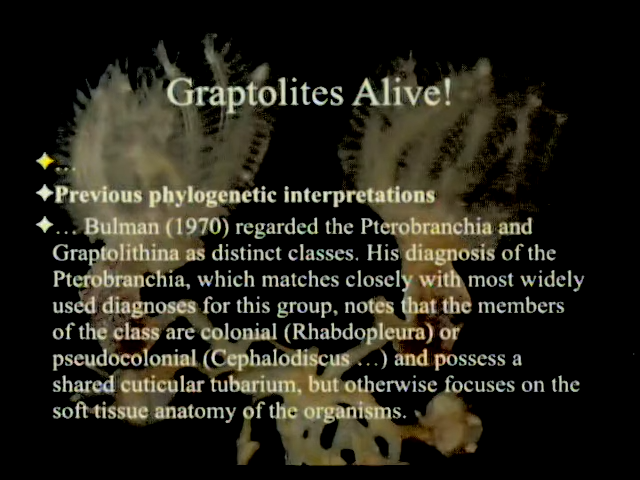 Graptolites Alive!
…
Previous phylogenetic interpretations
… Bulman (1970) regarded the Pterobranchia and
Graptolithina as distinct classes. His diagnosis of the
Pterobranchia, which matches closely with most widely
used diagnoses for this group, notes that the members
of the class are colonial (Rhabdopleura) or
pseudocolonial (Cephalodiscus …) and possess a
shared cuticular tubarium, but otherwise focuses on the
soft tissue anatomy of the organisms.